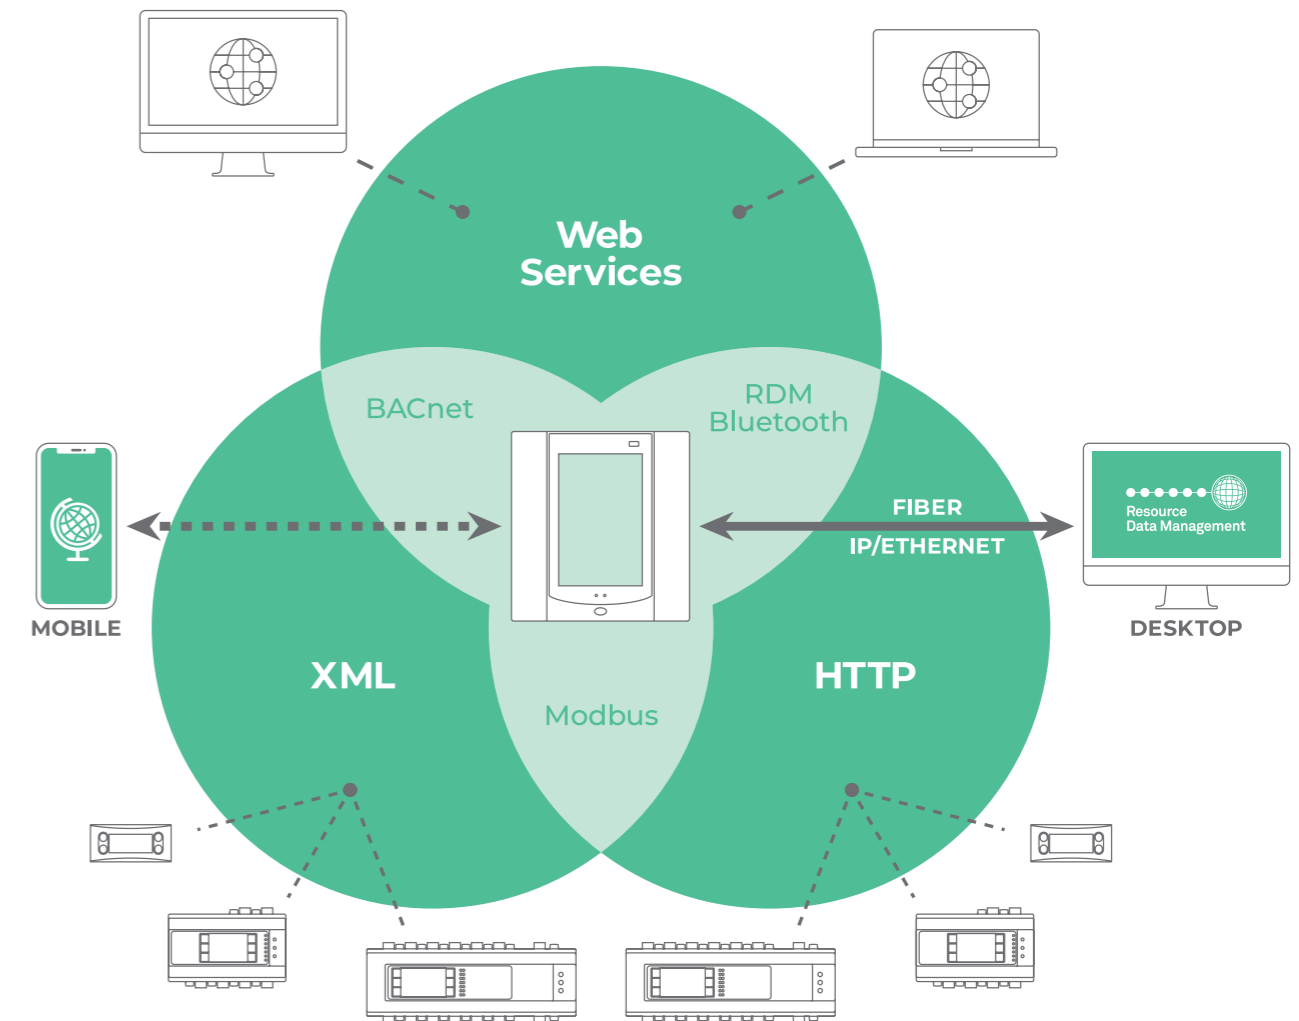 Web
Services
BACnet
RDM
Bluetooth
FIBER
IP/ETHERNET
Resource
Data Management
MOBILE
DESKTOP
XML
HTTP
Modbus